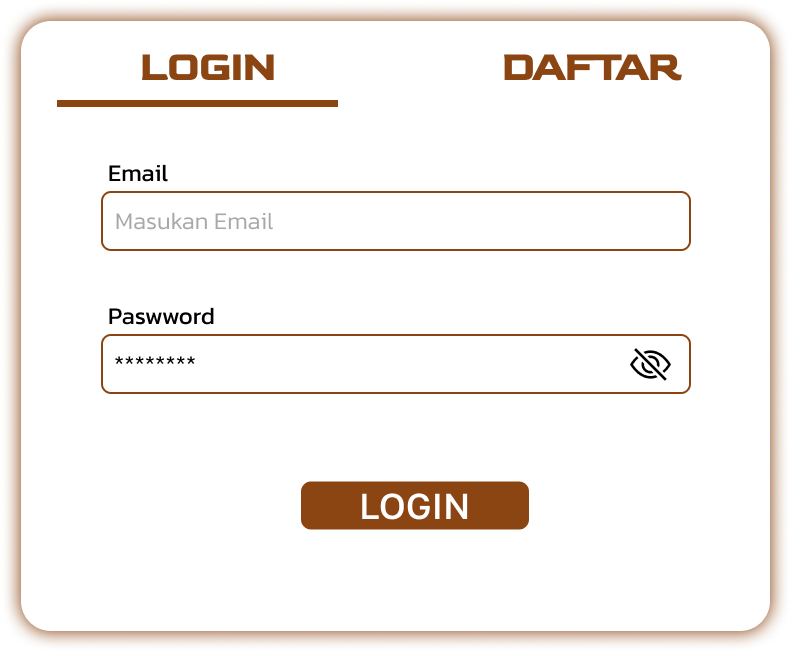 LOGIN DAFTAR
Email
Masukan Email
Paswword
********
LOGIN